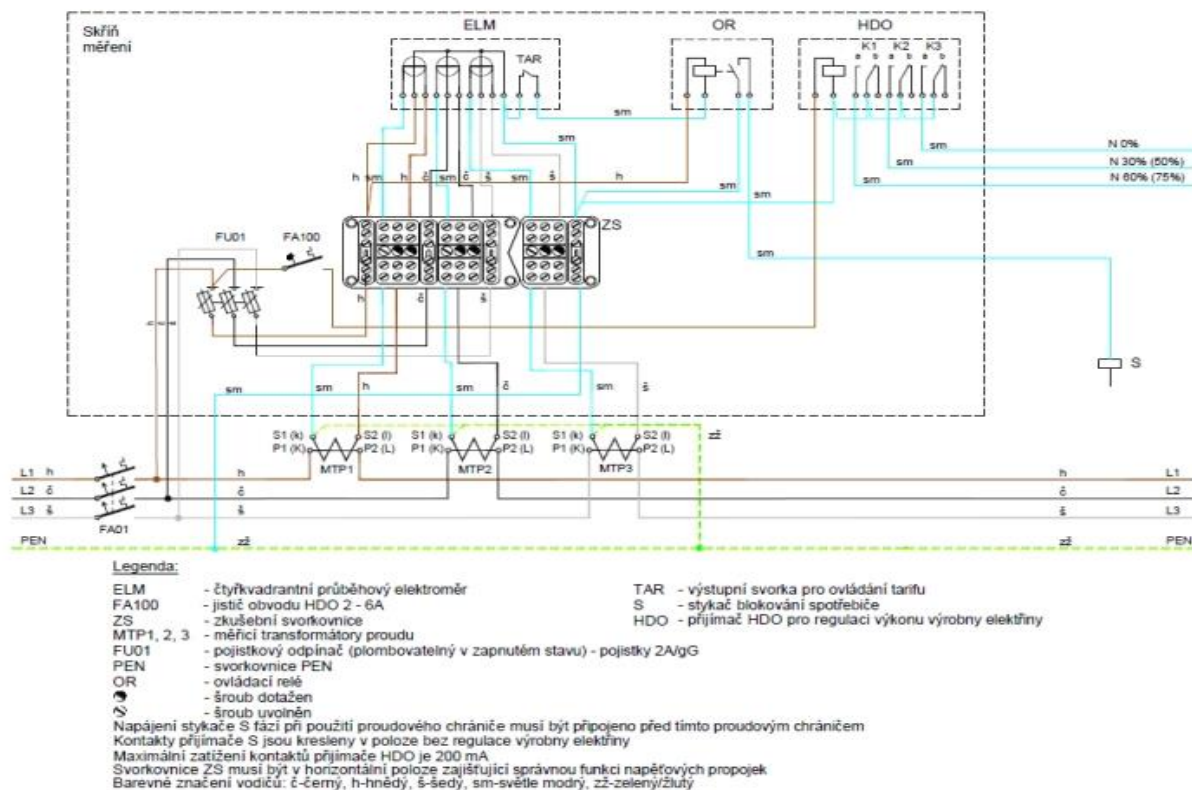 Skříň
měření
ELM
OR
HDO
TAR
K1 K2 K3
a b a b a b
sm
sm
sm
sm
sm
N 0%
N 30% (50%)
N 60% (75%)
h sm h č sm č š sm š
h
sm
ZS
FU01
FA100
sm
h č š
h č š
S
sm sm h sm č sm š
S1 (k) S2 (l) S1 (k) S2 (l) S1 (k) S2 (l) zž
P1 (K) P2 (L) P1 (K) P2 (L) P1 (K) P2 (L)
MTP1 MTP2 MTP3
L1 h h h L1
L2 č č č L2
L3 š š š L3
FA01
PEN zž zž PEN
Legenda:
ELM - čtyřkvadrantní průběhový elektroměr
FA100 - jistič obvodu HDO 2 - 6A
ZS - zkušební svorkovnice
MTP1, 2, 3 - měřicí transformátory proudu
FU01 - pojistkový odpínač (plombovatelný v zapnutém stavu) - pojistky 2A/gG
PEN - svorkovnice PEN
OR - ovládací relé
- šroub dotažen
- šroub uvolněn
TAR - výstupní svorka pro ovládání tarifu
S - stykač blokování spotřebiče
HDO - přijímač HDO pro regulaci výkonu výrobny elektřiny
Napájení stykače S fází při použití proudového chrániče musí být připojeno před tímto proudovým chráničem
Kontakty přijímače S jsou kresleny v poloze bez regulace výrobny elektřiny
Maximální zatížení kontaktů přijímače HDO je 200 mA
Svorkovnice ZS musí být v horizontální poloze zajišťující správnou funkci napěťových propojek
Barevné značení vodičů: č-černý, h-hnědý, š-šedý, sm-světle modrý, zž-zelený/žlutý